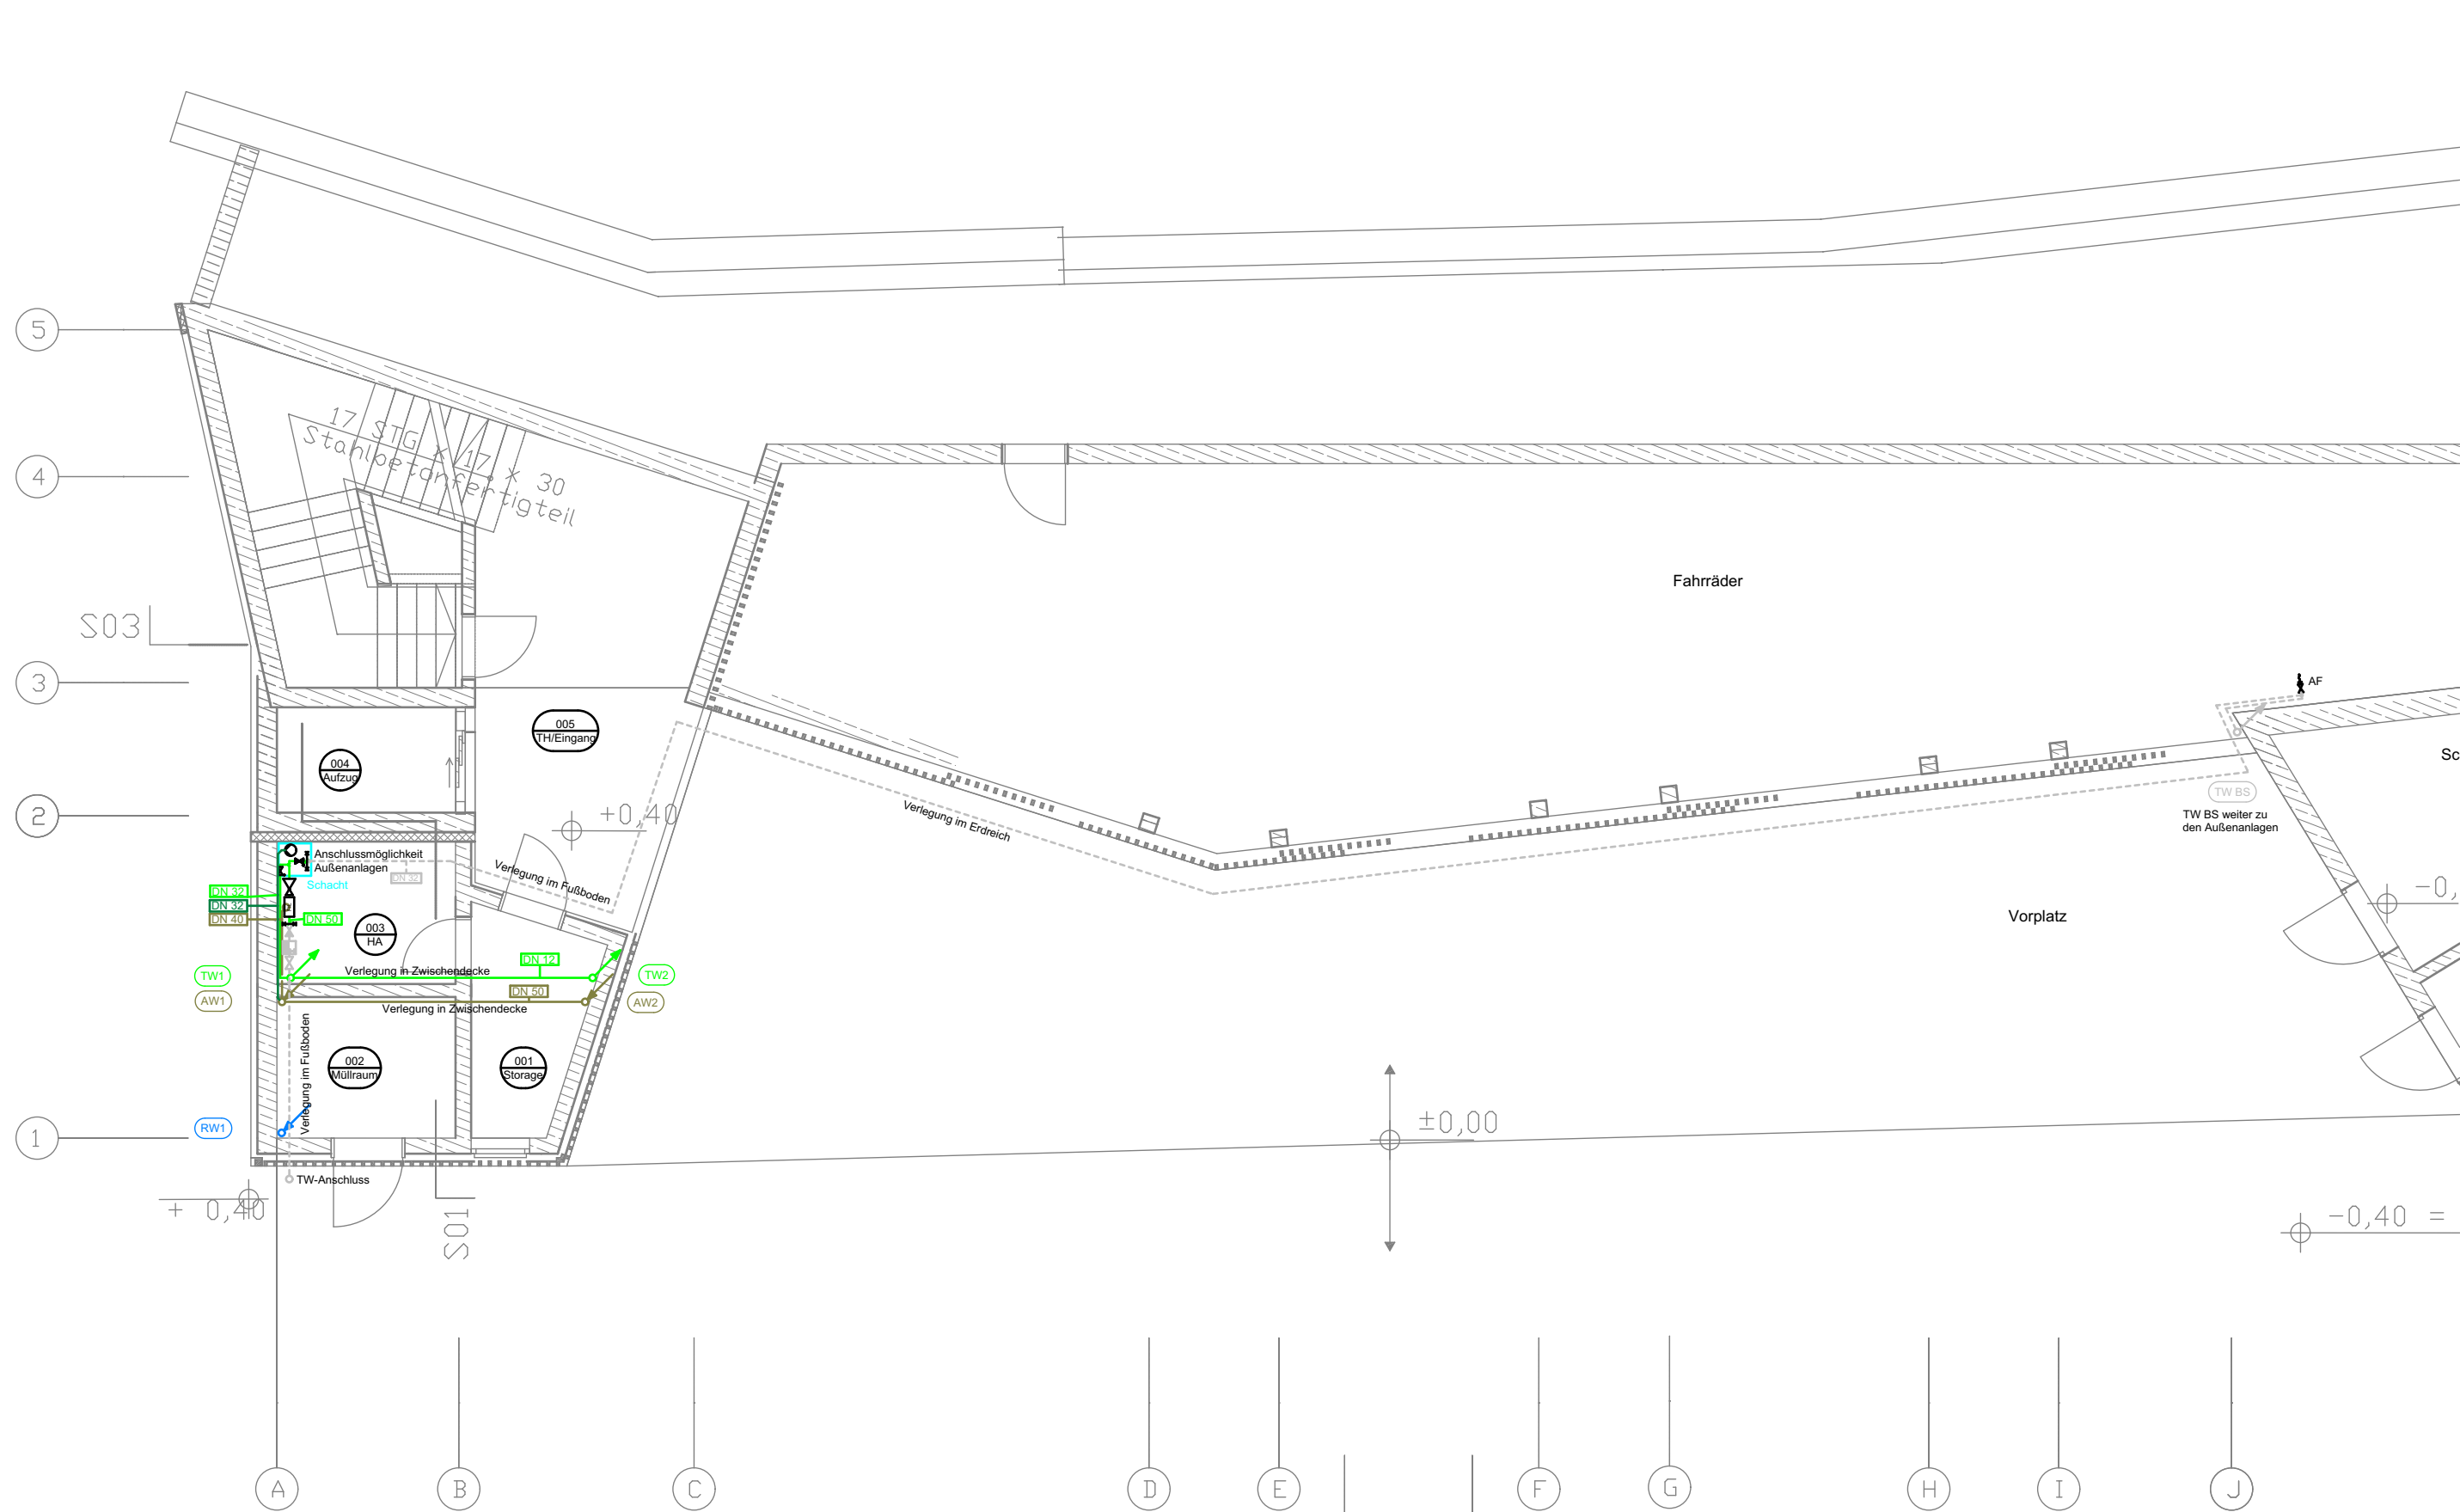 5
17 STG x 17 x 30
Stahlbetonfertigteil
4
Fahrräder
S03
3
AF
005
TH/Eingang
004
Aufzug
Sc
TW BS
2
+0,40
Verlegung im Erdreich
TW BS weiter zu
den Außenanlagen
Anschlussmöglichkeit
Außenanlagen
DN 32
Schacht
Verlegung im Fußboden
DN 32
DN 32
DN 40
DN 50
-0,
Vorplatz
003
HA
DN 12
TW1
Verlegung in Zwischendecke
TW2
AW1
DN 50
AW2
Verlegung in Zwischendecke
Verlegung im Fußboden
002
Müllraum
001
Storage
RW1
1
±0,00
TW-Anschluss
+ 0,40
S01
-0,40 =
A
B
C
D
E
F
G
H
I
J